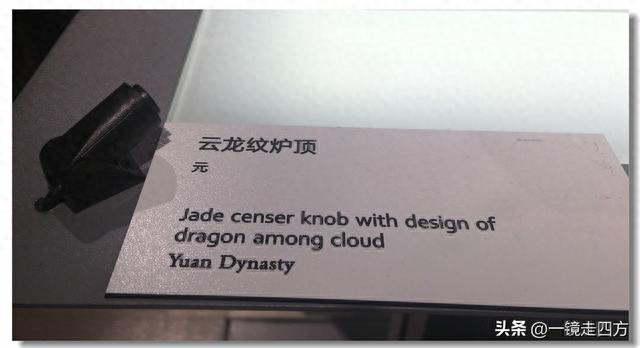 云龙纹炉顶
元
Jade censer knob with design of
dragon among cloud
Yuan Dynasty
头条 @一镜走四方